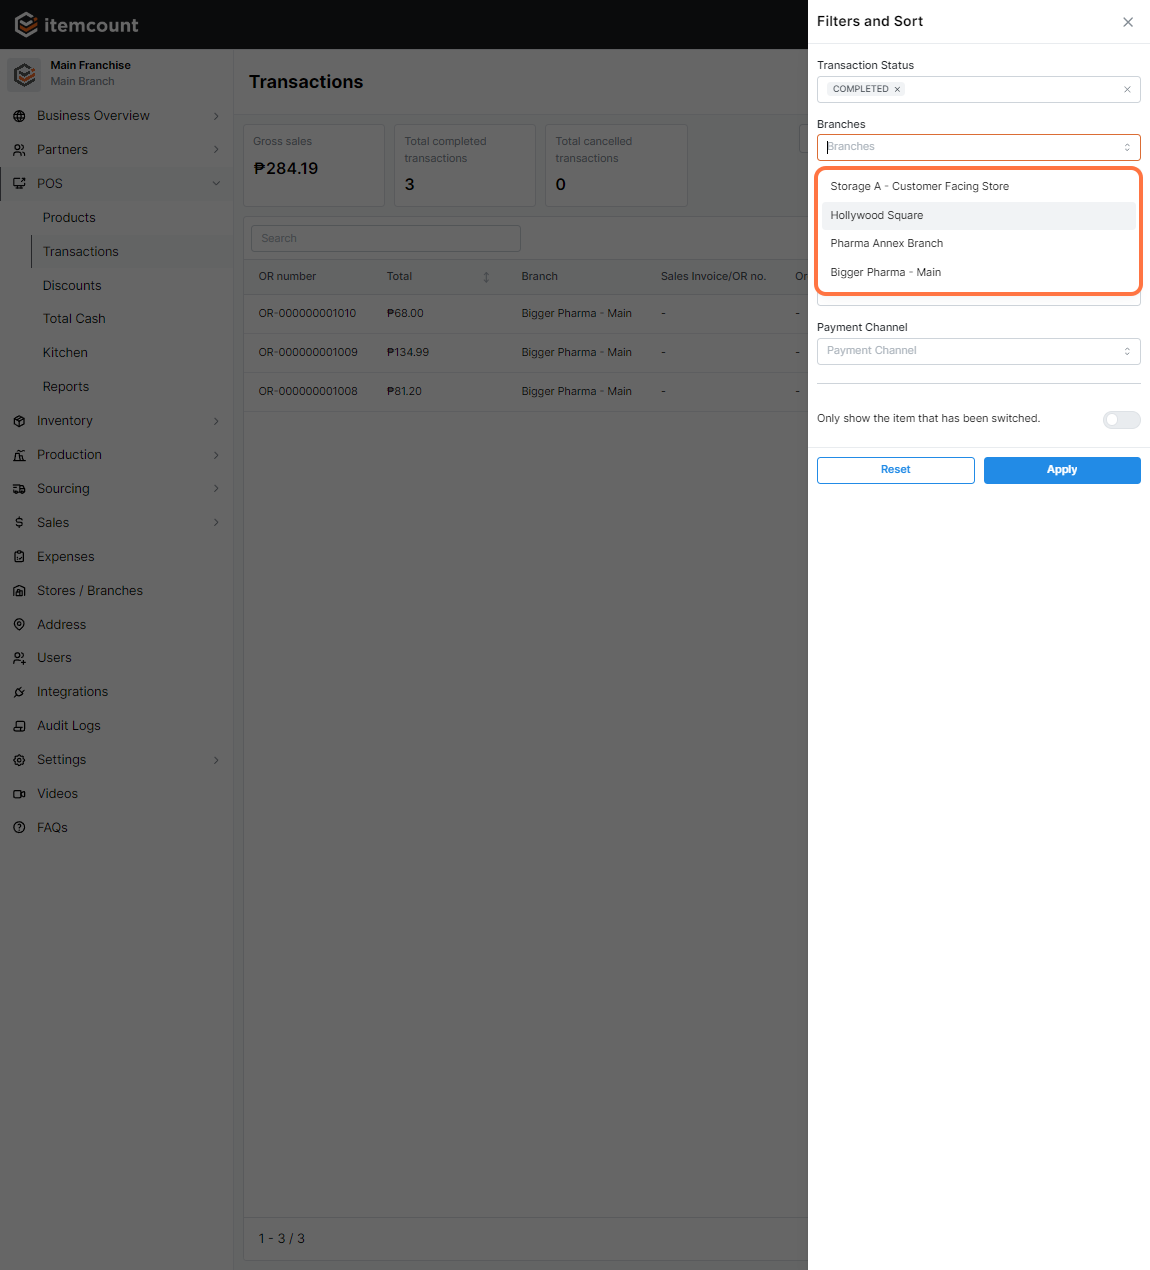 itemcount
Main Franchise
Main Branch
Business Overview
Partners
POS
Products
Transactions
Discounts
Total Cash
Kitchen
Reports
Inventory
Production
Sourcing
Sales
Expenses
Stores / Branches
Address
Users
Integrations
Audit Logs
Settings
Videos
FAQs
Transactions
Gross sales
₱284.19
Total completed
transactions
3
Total cancelled
transactions
0
Search
OR number Total Branch Sales Invoice/OR no. Or
OR-000000001010 ₱68.00 Bigger Pharma - Main - -
OR-000000001009 ₱134.99 Bigger Pharma - Main - -
OR-000000001008 ₱81.20 Bigger Pharma - Main - -
1 - 3 / 3
Filters and Sort
Transaction Status
COMPLETED
Branches
Branches
Storage A - Customer Facing Store
Hollywood Square
Pharma Annex Branch
Bigger Pharma - Main
Payment Channel
Payment Channel
Only show the item that has been switched.
Reset
Apply